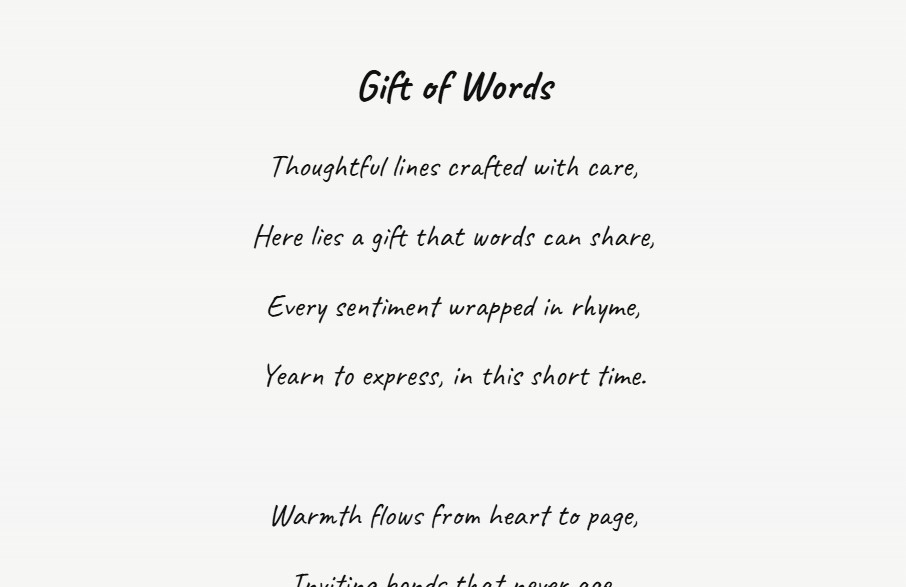 Gift of Words
Thoughtful lines crafted with care,
Here lies a gift that words can share,
Every sentiment wrapped in rhyme,
Yearn to express, in this short time.
Warmth flows from heart to page,
Inviting bonds that never age